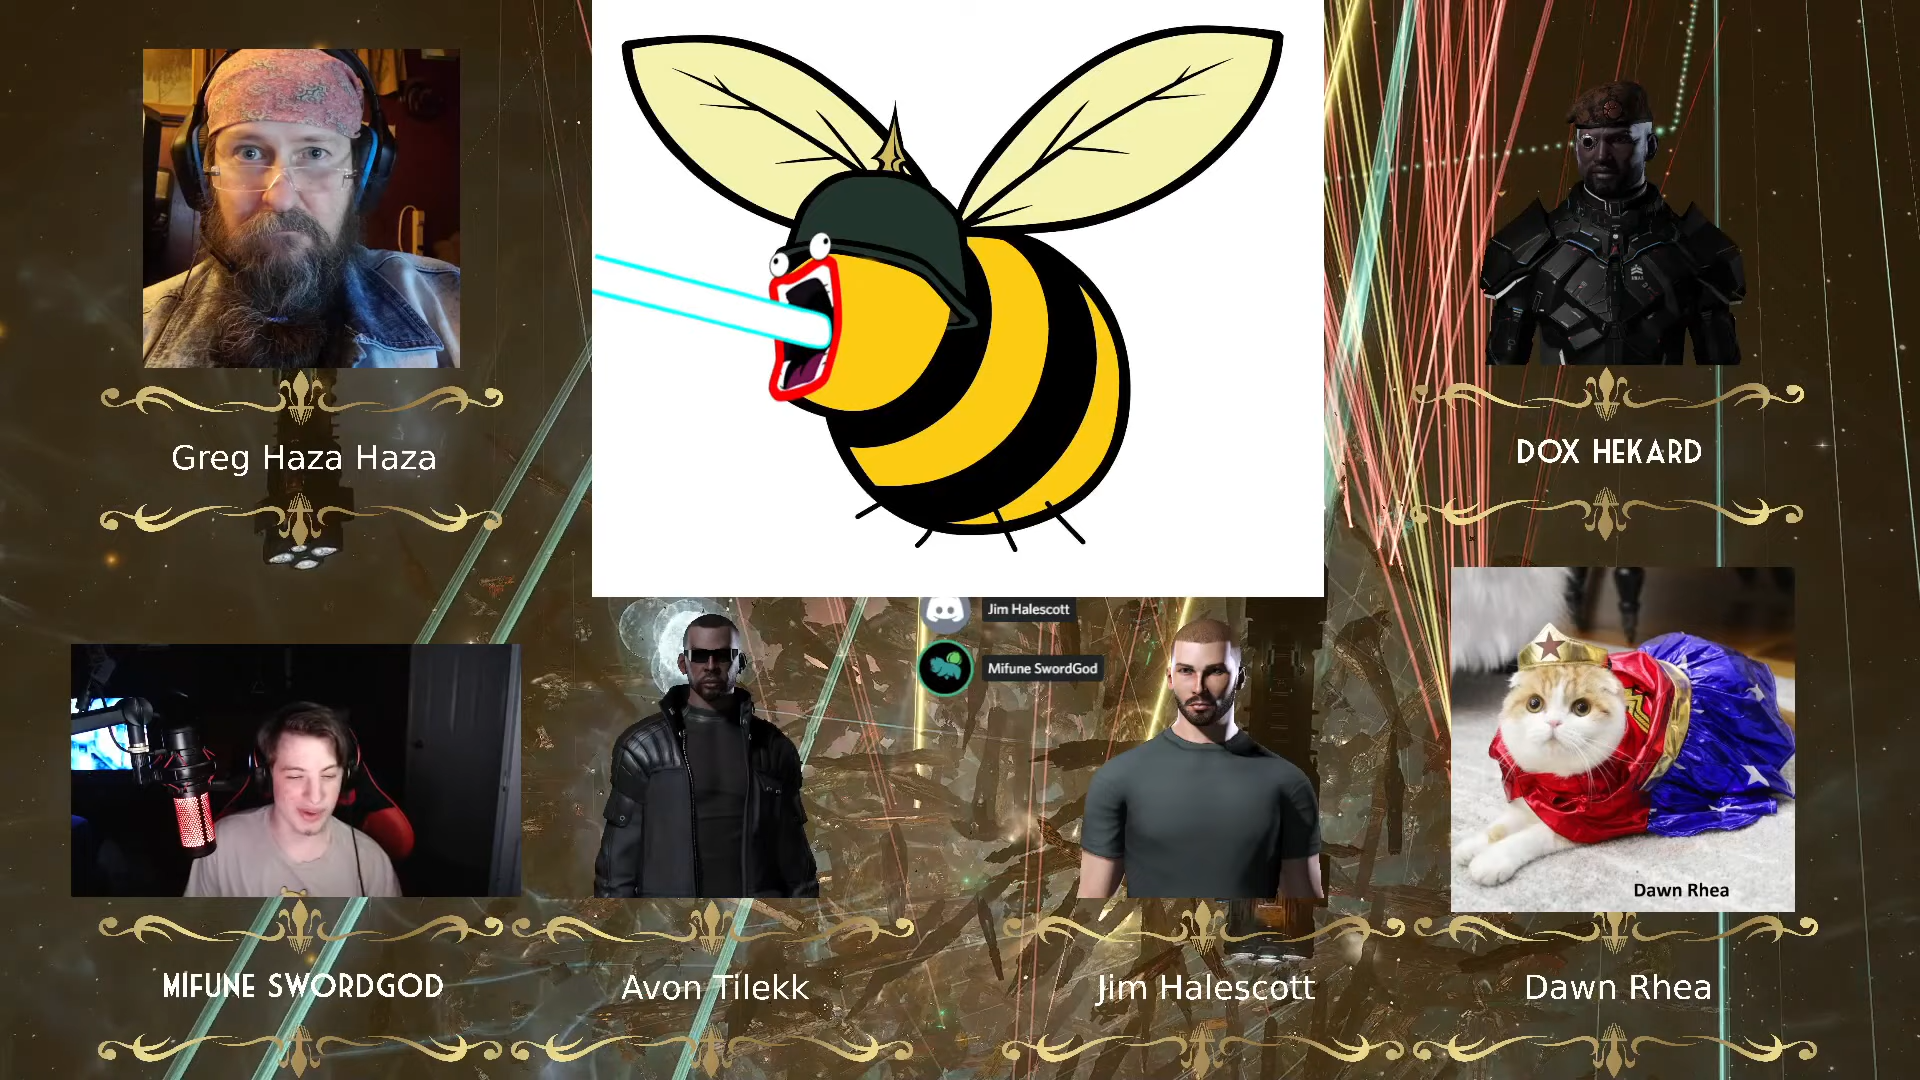 Greg Haza Haza
DOX HEKARD
Jim Halescott
Mifune SwordGod
Dawn Rhea
MIFUNE SWORDGOD
Avon Tilekk
Jim Halescott
Dawn Rhea